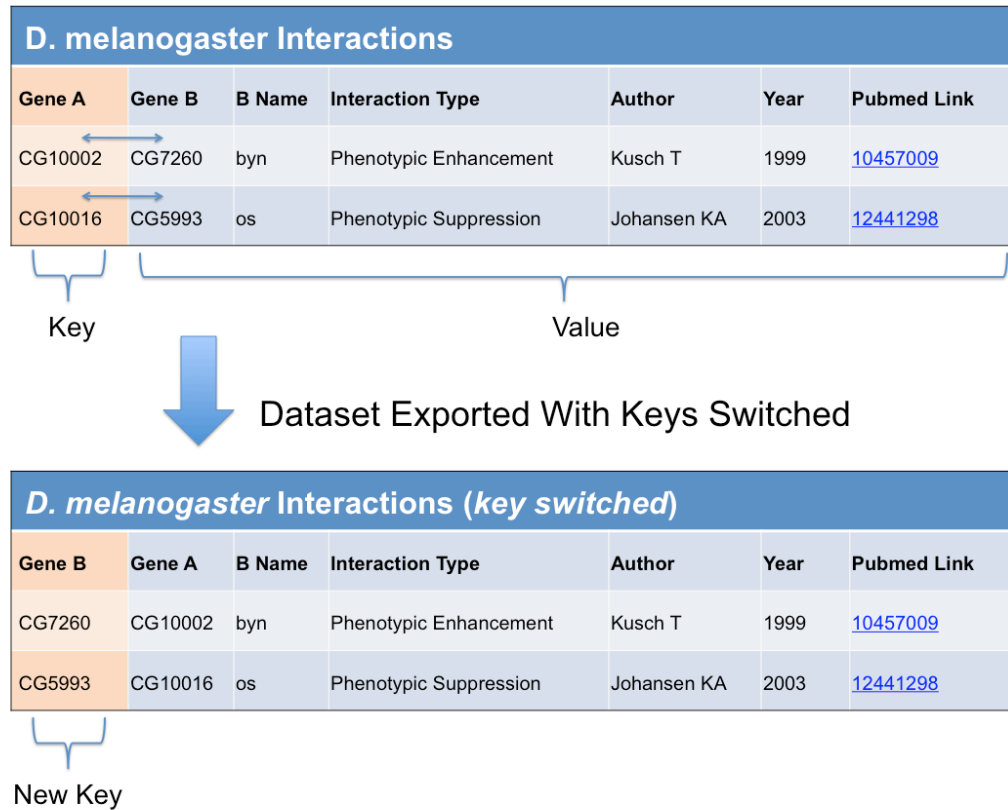 D. melanogaster Interactions
Gene A Gene B B Name Interaction Type Author Year Pubmed Link
CG10002 CG7260 byn Phenotypic Enhancement Kusch T 1999 10457009
CG10016 CG5993 os Phenotypic Suppression Johansen KA 2003 12441298
Key Value
Dataset Exported With Keys Switched
D. melanogaster Interactions (key switched)
Gene B Gene A B Name Interaction Type Author Year Pubmed Link
CG7260 CG10002 byn Phenotypic Enhancement Kusch T 1999 10457009
CG5993 CG10016 os Phenotypic Suppression Johansen KA 2003 12441298
New Key